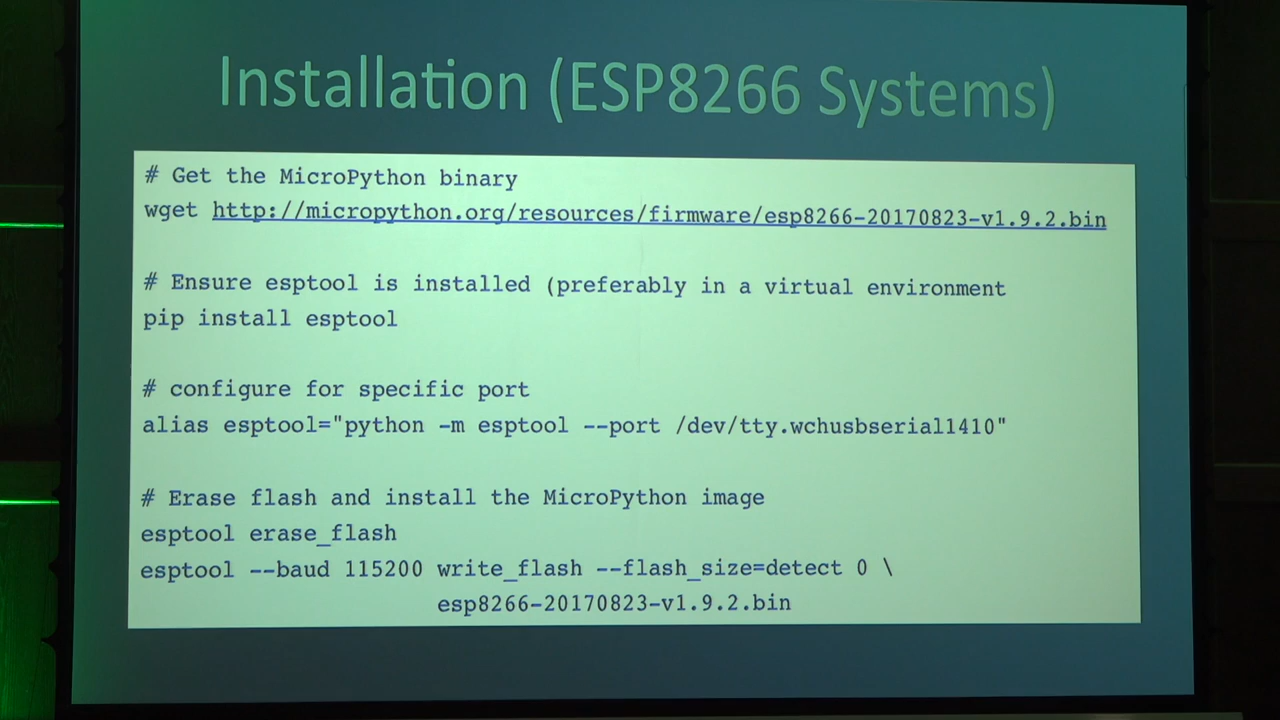 Installation (ESP8266 Systems)
# Get the MicroPython binary
wget http://micropython.org/resources/firmware/esp8266-20170823-v1.9.2.bin
# Ensure esptool is installed (preferably in a virtual environment
pip install esptool
# configure for specific port
alias esptool="python -m esptool --port /dev/tty.wchusbserial1410"
# Erase flash and install the MicroPython image
esptool erase_flash
esptool --baud 115200 write_flash --flash_size=detect 0 \
esp8266-20170823-v1.9.2.bin